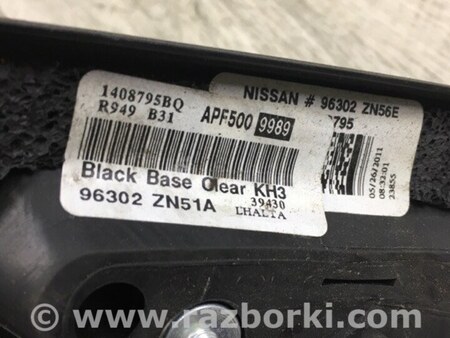 1408795BQ
R949 B31
APF500 9989
Black Base Clear KH3
96302 ZN51A
39430
LHALTA
NISSAN # 96302 ZN56E
05/26/2011
08:32:01
23855
© www.razborki.com